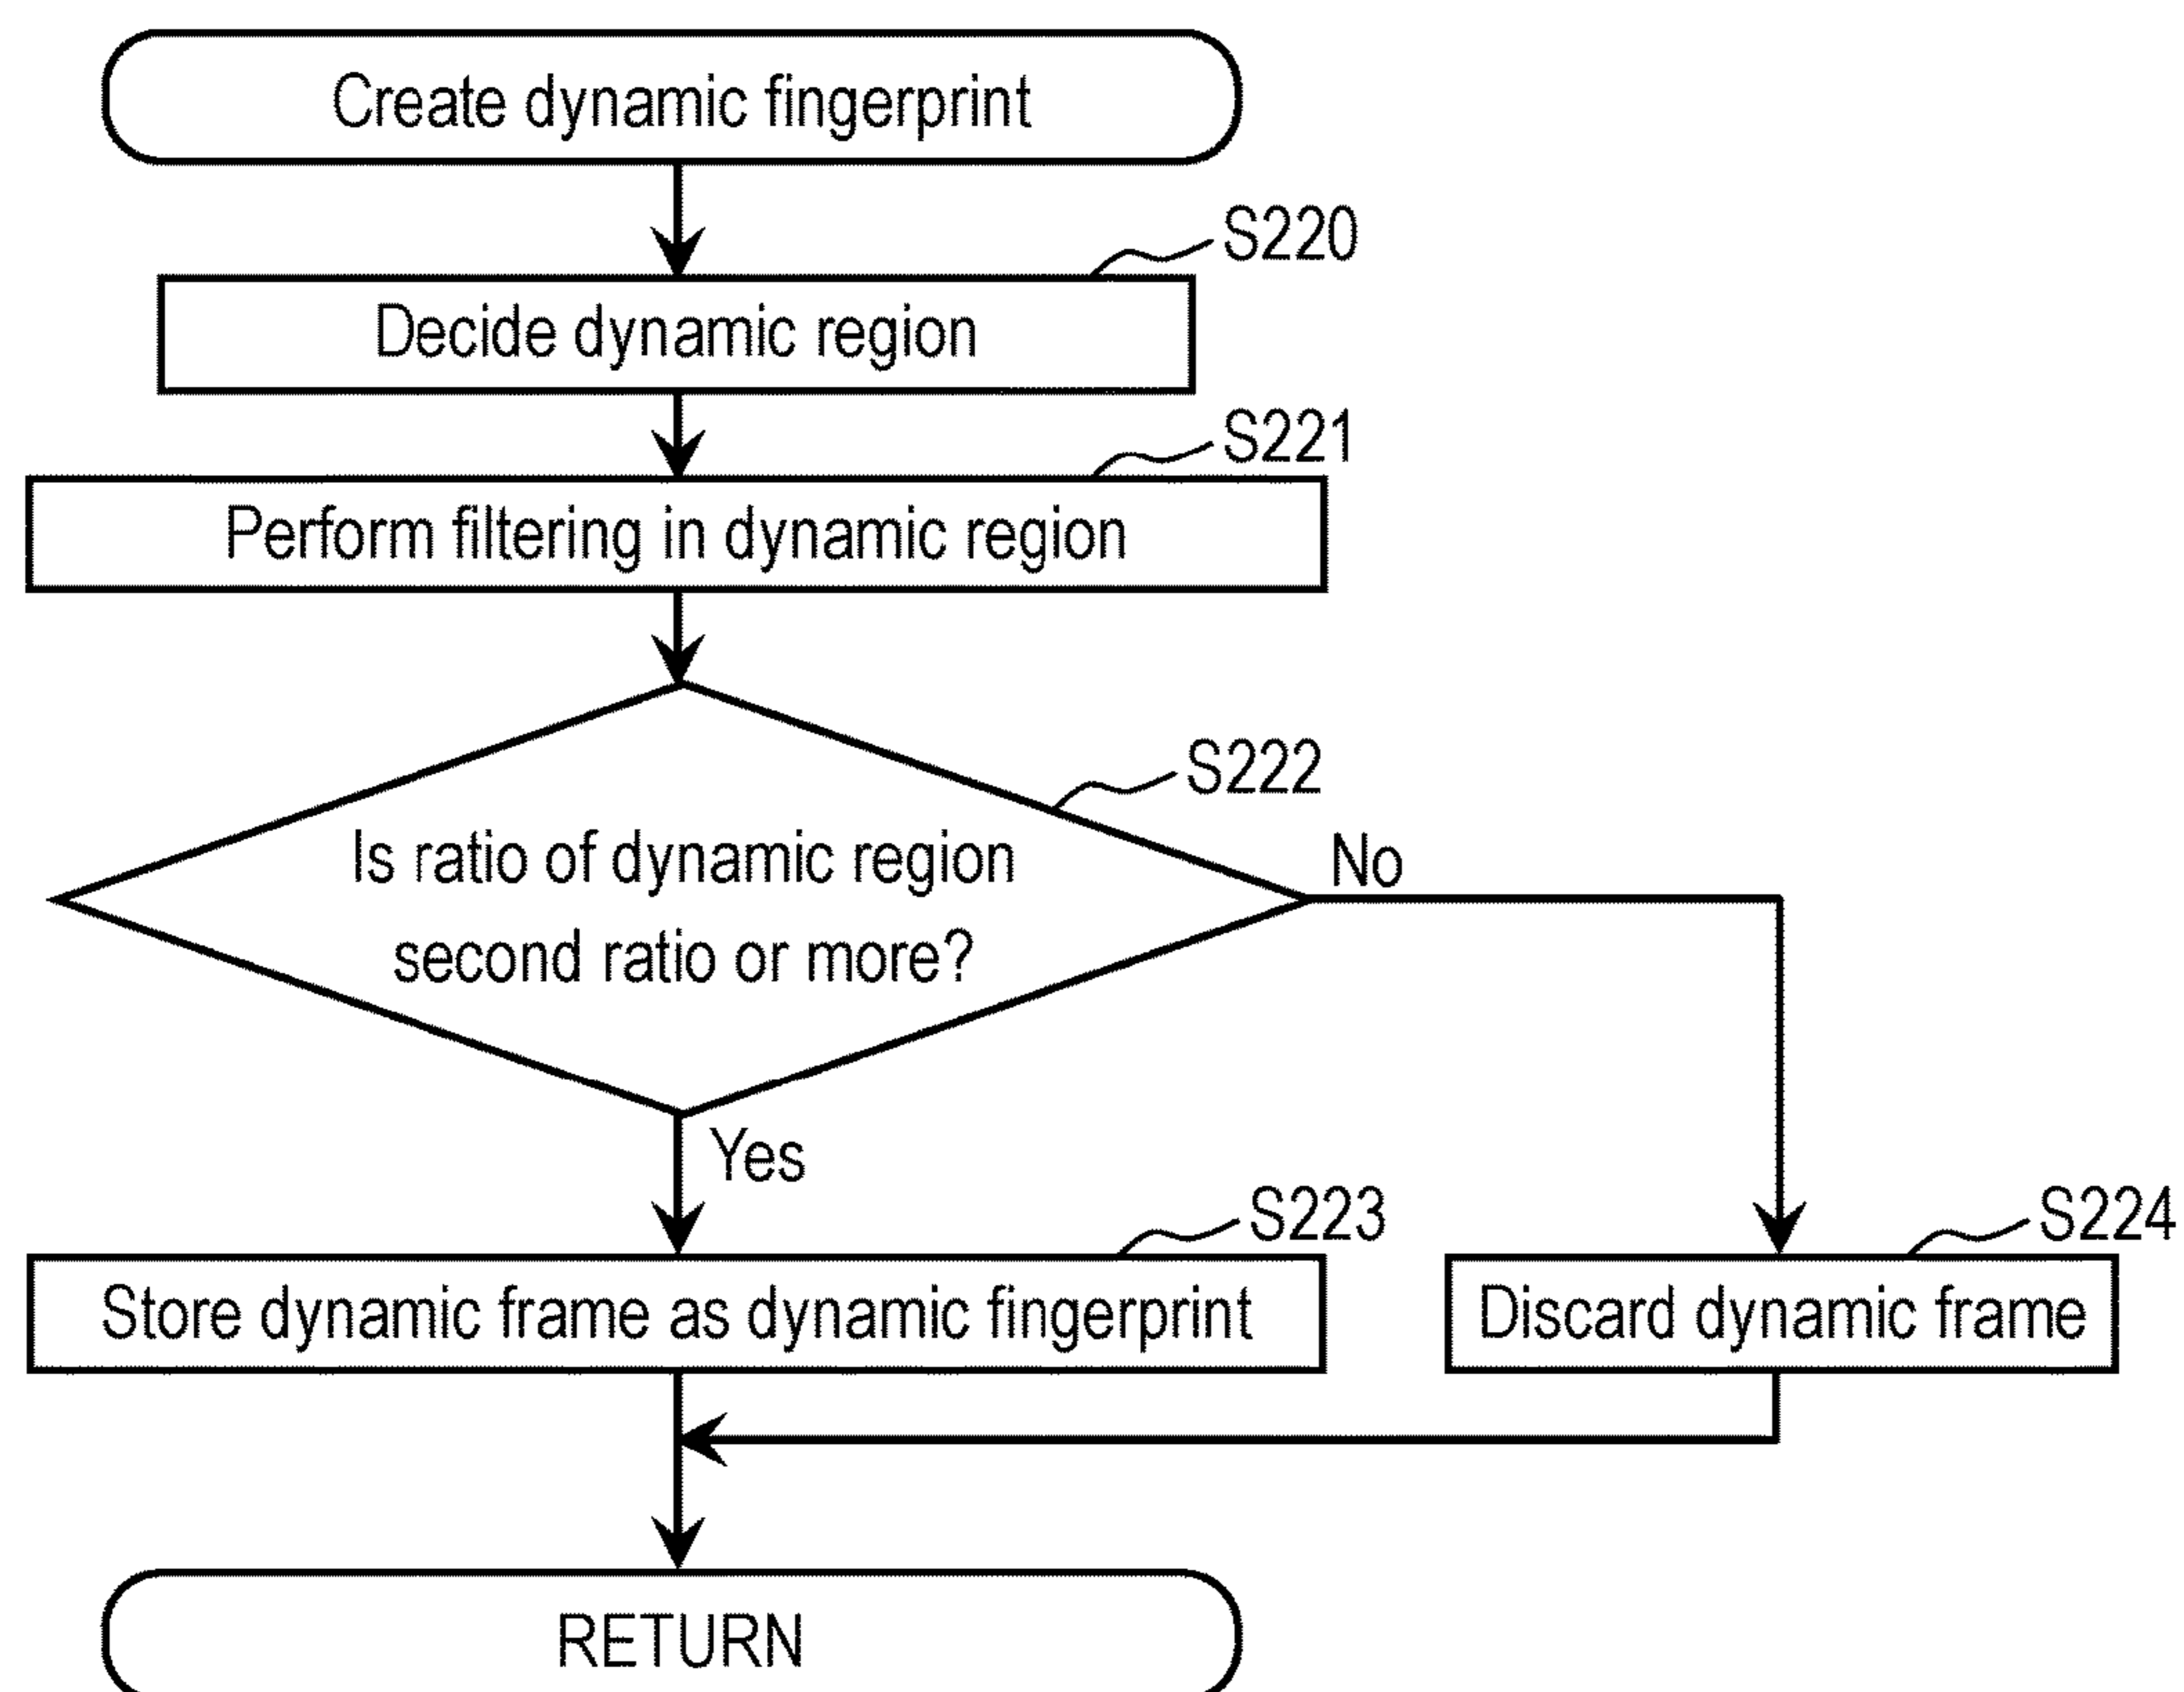 Create dynamic fingerprint
S220
Decide dynamic region
S221
Perform filtering in dynamic region
S222
Is ratio of dynamic region
second ratio or more?
No
Yes
S223
Store dynamic frame as dynamic fingerprint
S224
Discard dynamic frame
RETURN